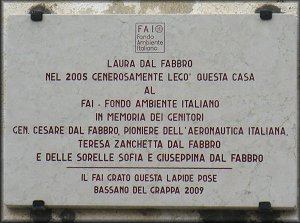 FAI
Fondo
Ambiente
Italiano
LAURA DAL FABBRO
NEL 2005 GENEROSAMENTE LECO' QUESTA CASA
AL
FAI - FONDO AMBIENTE ITALIANO
IN MEMORIA DEI GENITORI
GEN. CESARE DAL FABBRO, PIONIERE DELL'AERONAUTICA ITALIANA,
TERESA ZANCHETTA DAL FABBRO
E DELLE SORELLE SOFIA E GIUSEPPINA DAL FABBRO
IL FAI GRATO QUESTA LAPIDE POSE
BASSANO DEL GRAPPA 2009